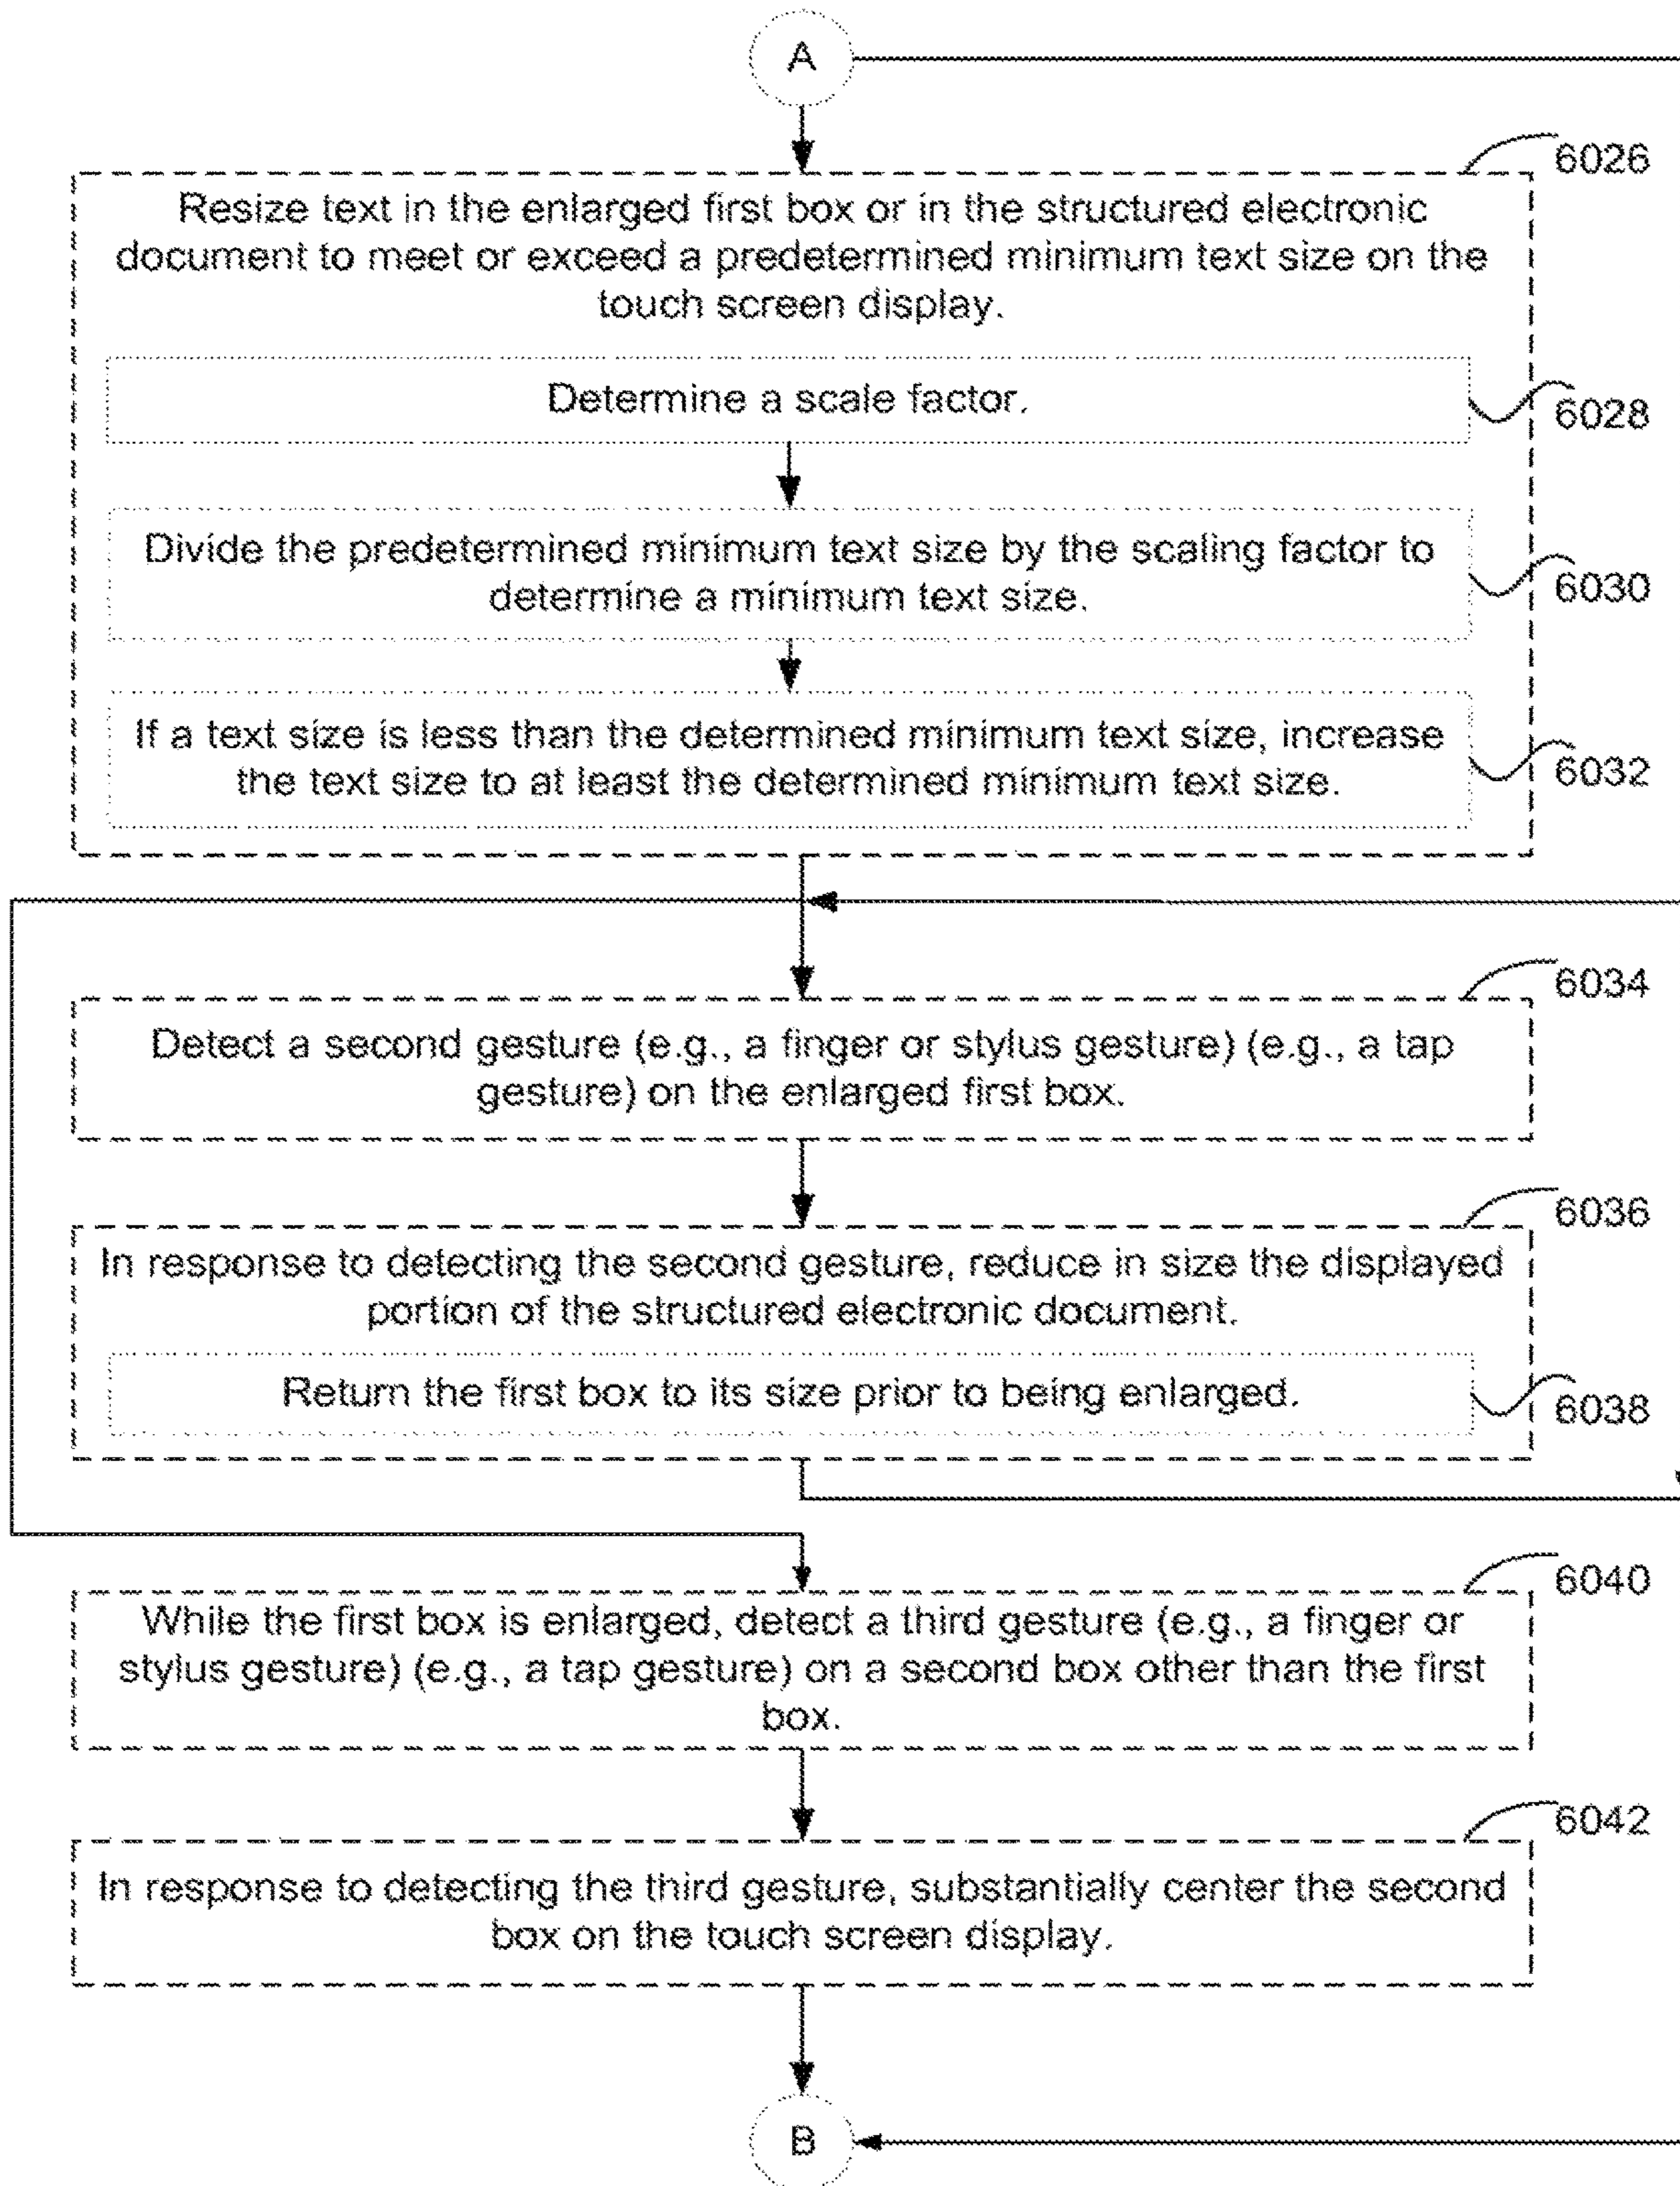 A
6026
Resize text in the enlarged first box or in the structured electronic
document to meet or exceed a predetermined minimum text size on the
touch screen display.
Determine a scale factor.
6028
Divide the predetermined minimum text size by the scaling factor to
determine a minimum text size.
6030
If a text size is less than the determined minimum text size, increase
the text size to at least the determined minimum text size.
6032
6034
Detect a second gesture (e.g., a finger or stylus gesture) (e.g., a tap
gesture) on the enlarged first box.
6036
In response to detecting the second gesture, reduce in size the displayed
portion of the structured electronic document.
Return the first box to its size prior to being enlarged.
6038
6040
While the first box is enlarged, detect a third gesture (e.g., a finger or
stylus gesture) (e.g., a tap gesture) on a second box other than the first
box.
6042
In response to detecting the third gesture, substantially center the second
box on the touch screen display.
B